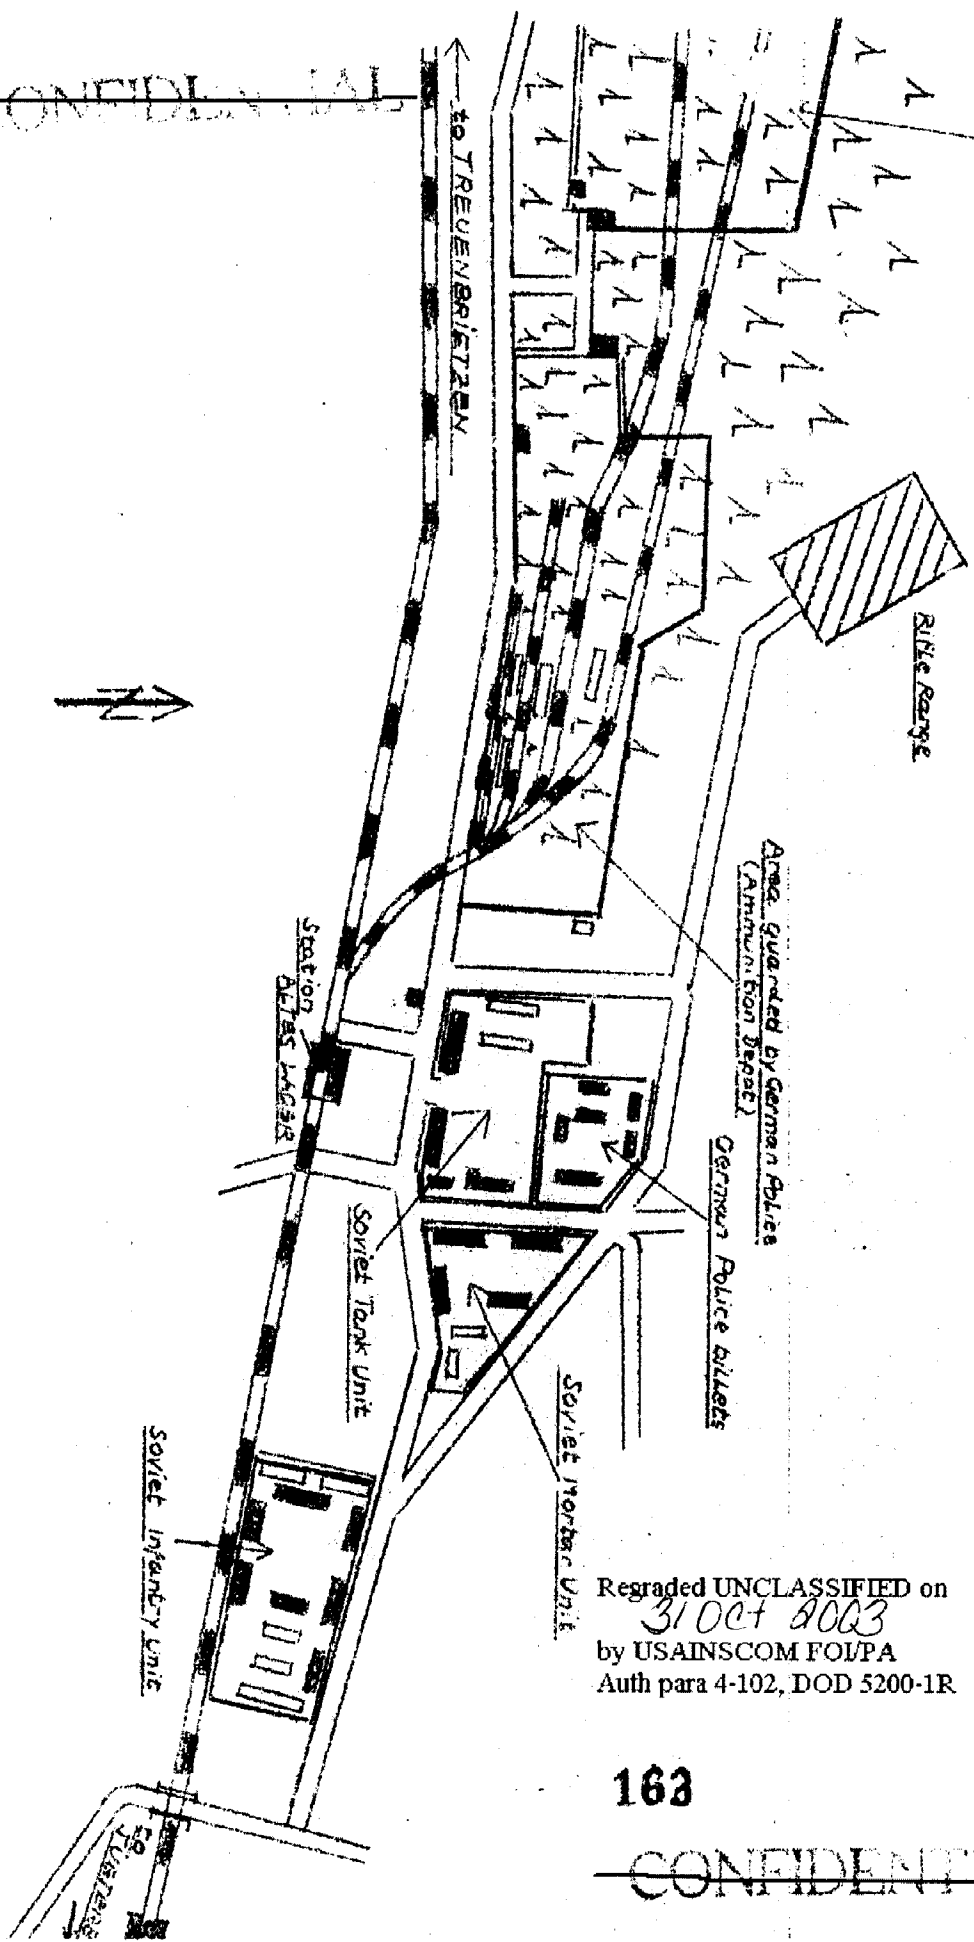 CONFIDENTIAL
to TREUENBRIETZEN
Rifle Range
Area guarded by German Police
(Ammunition Depot)
German Police billets
Station
ALTES LAGER
Soviet Tank Unit
Soviet Mortar Unit
Soviet Infantry Unit
to
Regraded UNCLASSIFIED on
31 Oct 2003
by USAINSCOM FOI/PA
Auth para 4-102, DOD 5200-1R
163
CONFIDENT